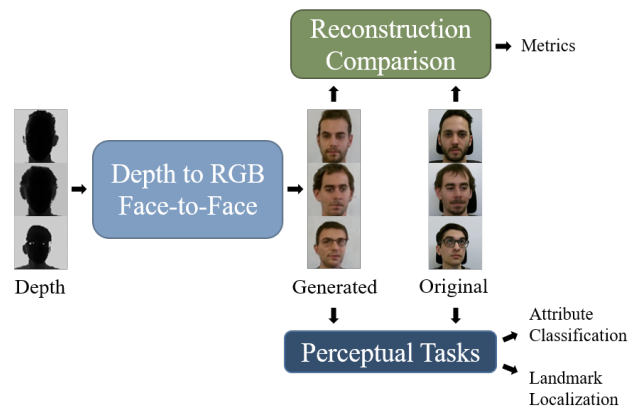 Reconstruction
Comparison
Metrics
Depth to RGB
Face-to-Face
Depth
Generated
Original
Perceptual Tasks
Attribute
Classification
Landmark
Localization